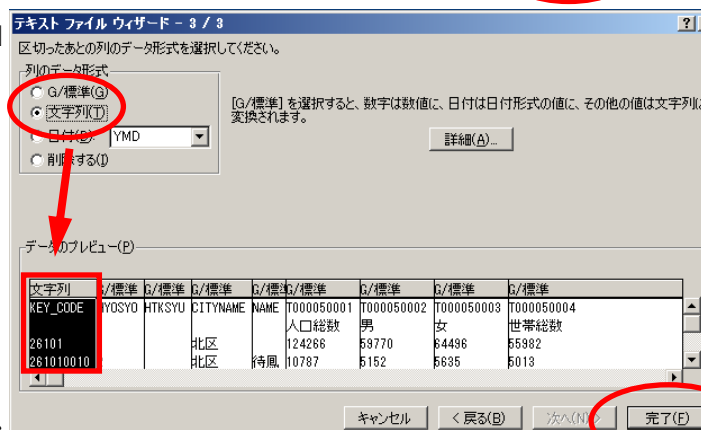 テキスト ファイル ウィザード - 3 / 3
区切ったあとの列のデータ形式を選択してください。
列のデータ形式
G/標準(G)
文字列(T)
日付(D): YMD
削除する(I)
[G/標準] を選択すると、数字は数値に、日付は日付形式の値に、その他の値は文字列に
変換されます。
詳細(A)...
データのプレビュー(P)
文字列 G/標準 G/標準 G/標準 G/標準 G/標準 G/標準 G/標準 G/標準
KEY_CODE HYOSYO HTKSYU CITYNAME NAME T000050001 T000050002 T000050003 T000050004
人口総数 男 女 世帯総数
26101 北区 124266 59770 64496 55982
261010010 北区 待鳳 10787 5152 5635 5013
キャンセル < 戻る(B) 次へ(N) > 完了(F)